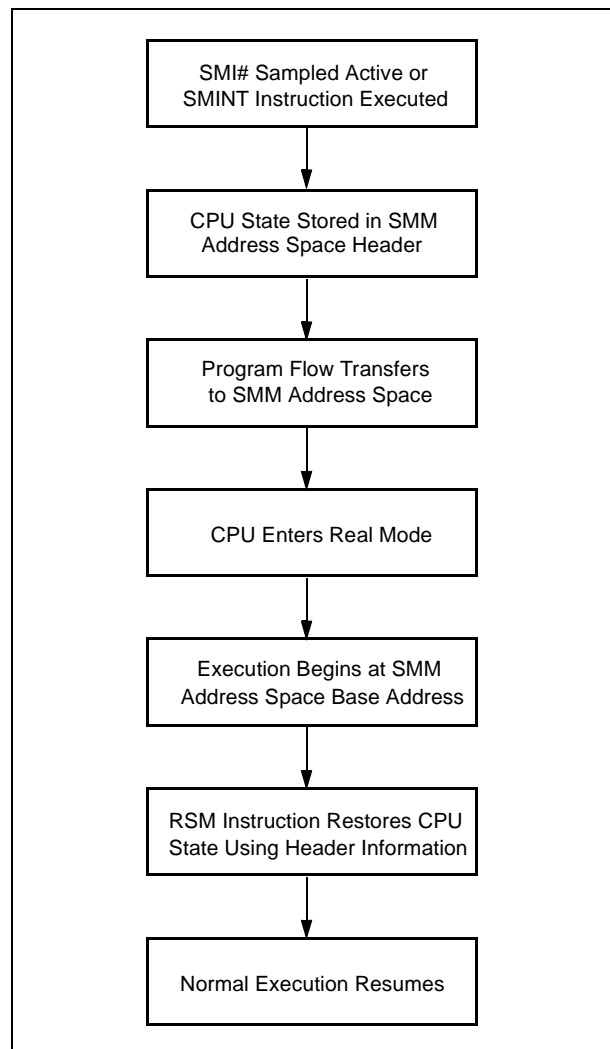 SMI# Sampled Active or
SMINT Instruction Executed
CPU State Stored in SMM
Address Space Header
Program Flow Transfers
to SMM Address Space
CPU Enters Real Mode
Execution Begins at SMM
Address Space Base Address
RSM Instruction Restores CPU
State Using Header Information
Normal Execution Resumes